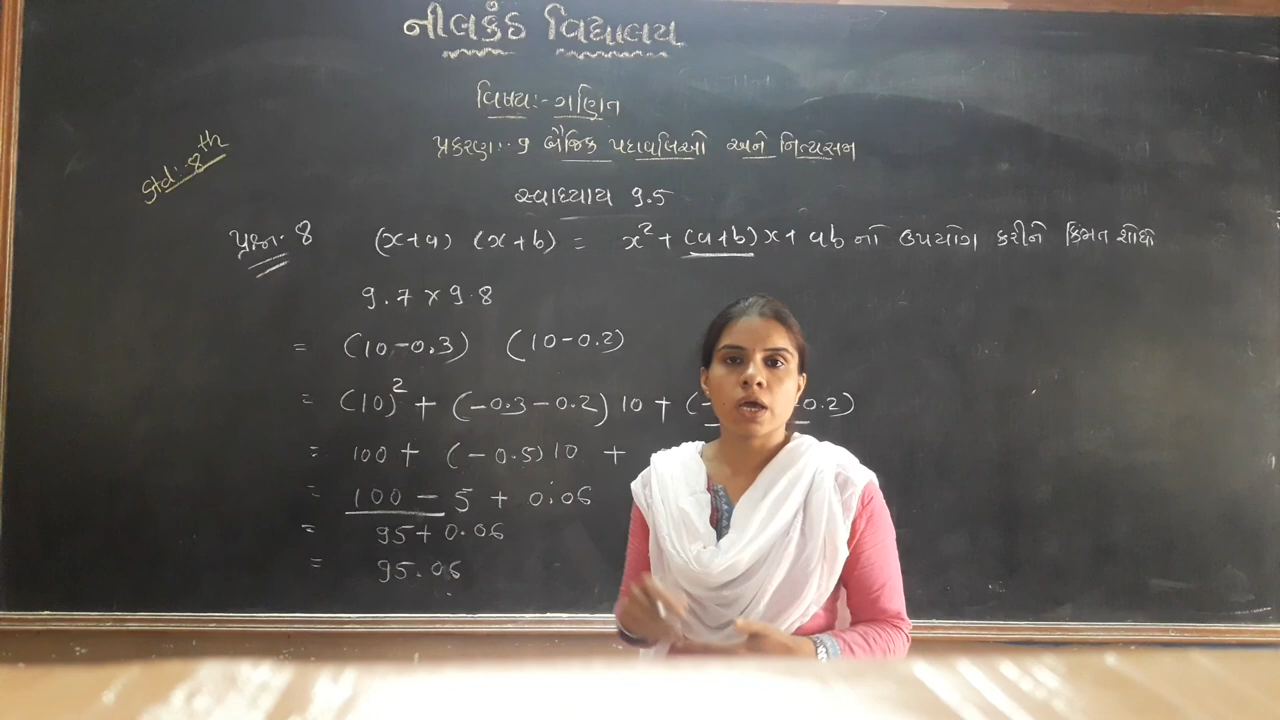 નીલકંઠ વિદ્યાલય
વિષય:- ગણિત
પ્રકરણ:- 9 બૈજિક પદાવલિઓ અને નિત્યસમ
Std:- 8th
સ્વાધ્યાય 9.5
પ્રશ્ન- 8 (x+a) (x+b) = x² + (a+b)x + ab નો ઉપયોગ કરીને કિંમત શોધો
9.7 × 9.8
= (10-0.3) (10-0.2)
= (10)² + (-0.3-0.2) 10 + (- -0.2)
= 100 + (-0.5)10 +
= 100 - 5 + 0.06
= 95+0.06
= 95.06